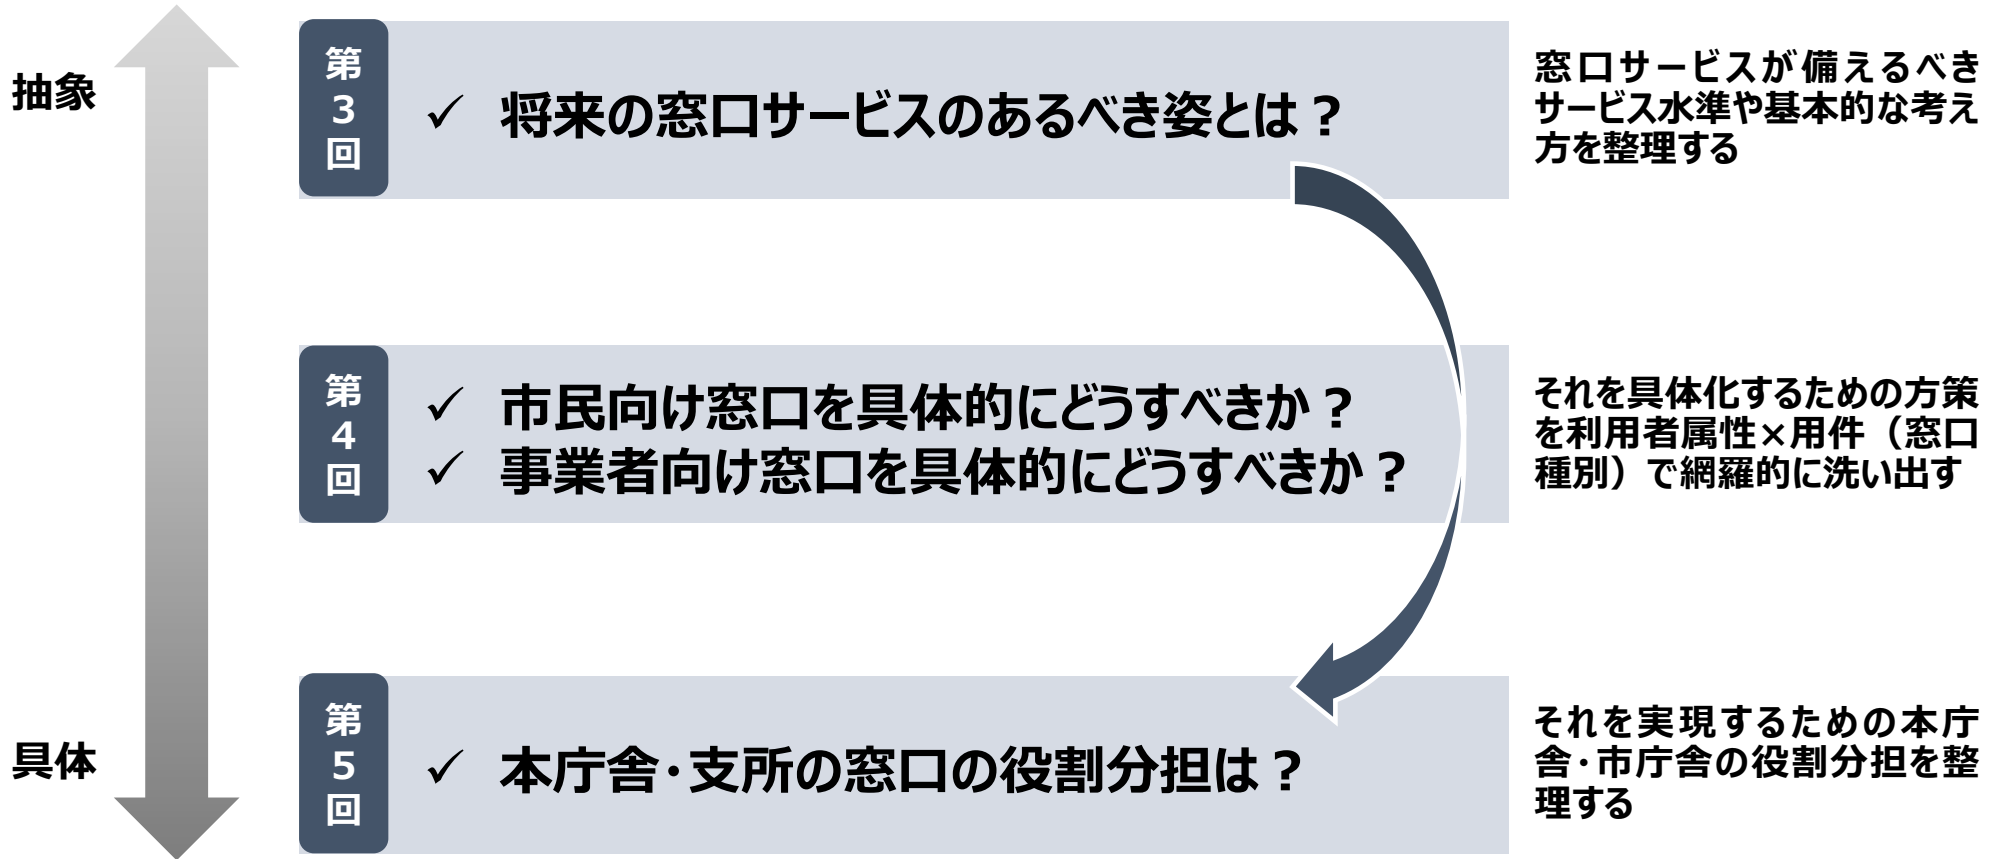 抽象
第
3
回
✓ 将来の窓口サービスのあるべき姿とは？
窓口サービスが備えるべき
サービス水準や基本的な考え
方を整理する
第
4
回
✓ 市民向け窓口を具体的にどうすべきか？
✓ 事業者向け窓口を具体的にどうすべきか？
それを具体化するための方策
を利用者属性×用件（窓口
種別）で網羅的に洗い出す
具体
第
5
回
✓ 本庁舎・支所の窓口の役割分担は？
それを実現するための本庁
舎・市庁舎の役割分担を整
理する